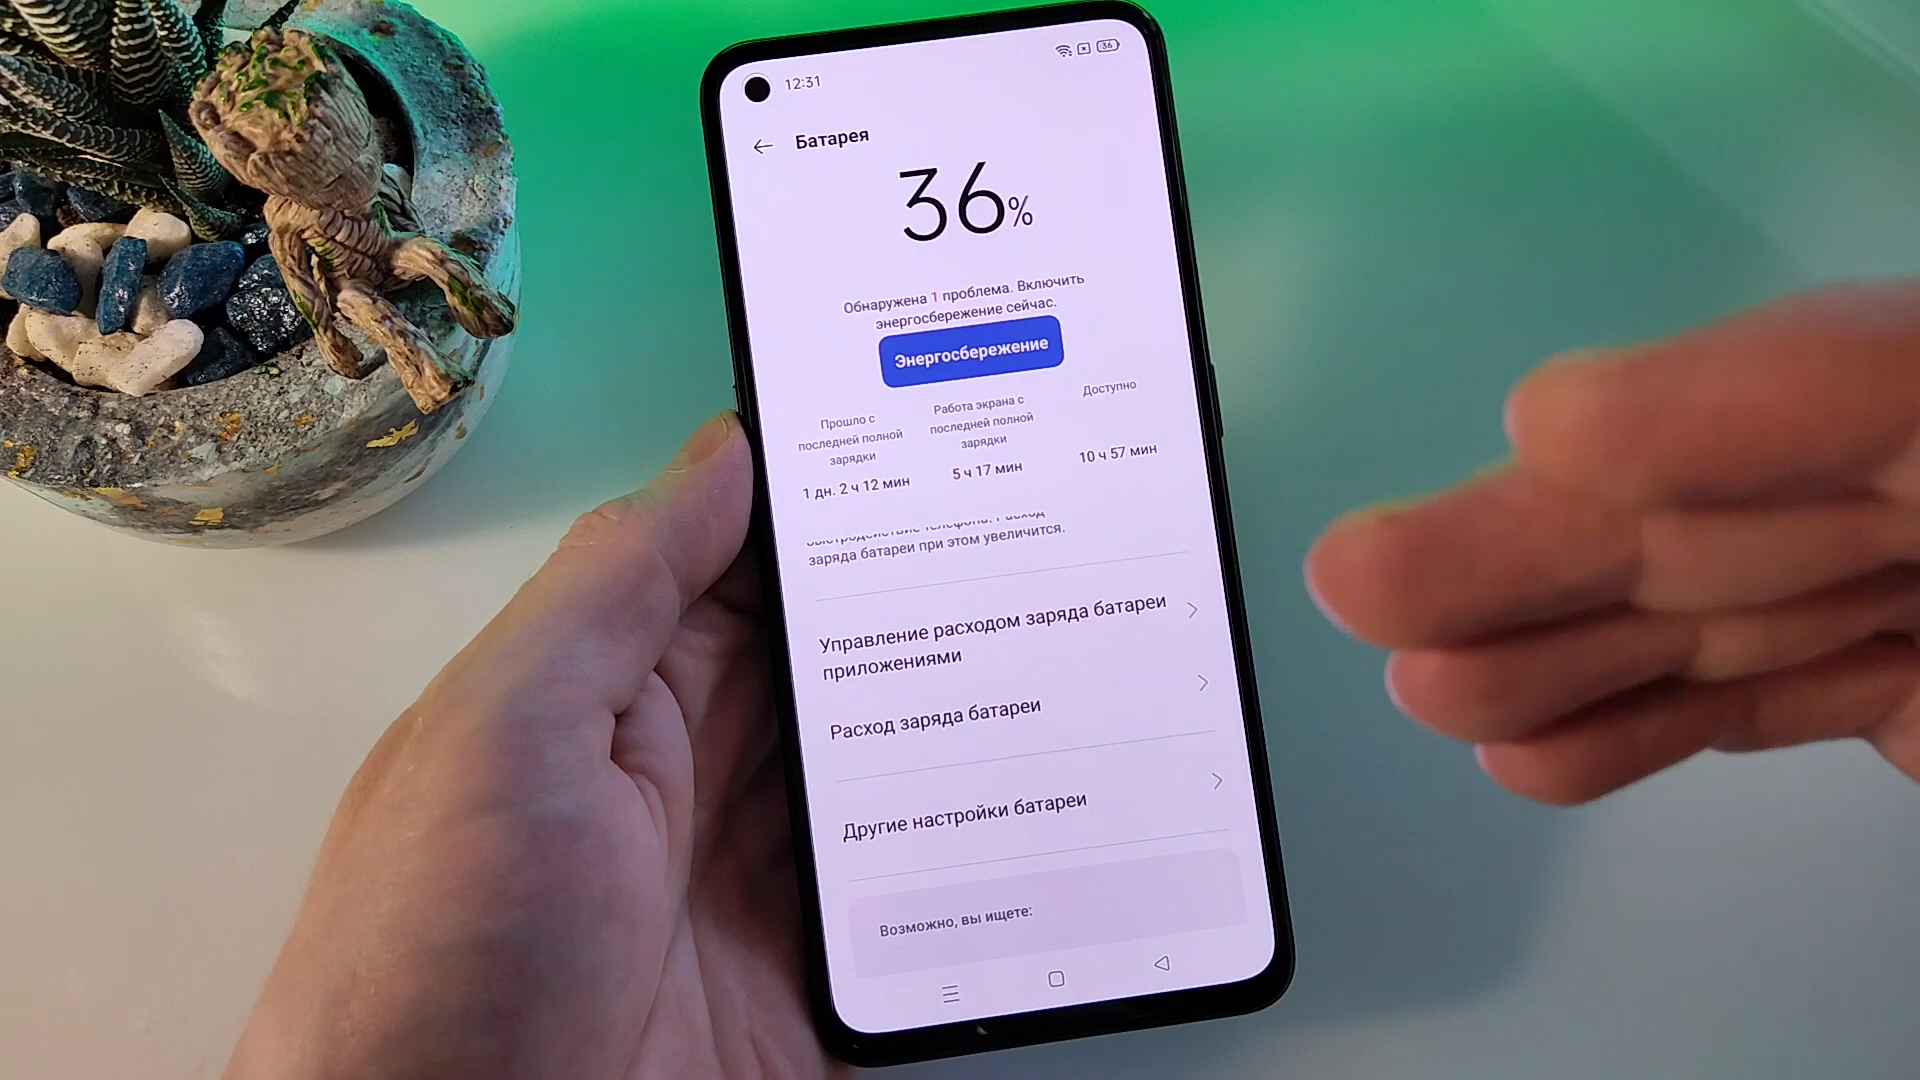 12:31
36
Батарея
36%
Обнаружена 1 проблема. Включить
энергосбережение сейчас.
Энергосбережение
Прошло с
последней полной
зарядки
1 дн. 2 ч 12 мин
Работа экрана с
последней полной
зарядки
5 ч 17 мин
Доступно
10 ч 57 мин
заряда батареи при этом увеличится.
Управление расходом заряда батареи
приложениями
Расход заряда батареи
Другие настройки батареи
Возможно, вы ищете: